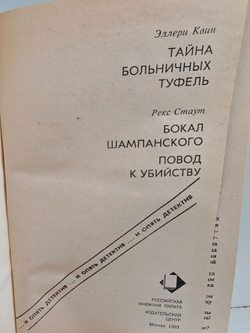 Эллери Квин
ТАЙНА
БОЛЬНИЧНЫХ
ТУФЕЛЬ
Рекс Стаут
БОКАЛ
ШАМПАНСКОГО
ПОВОД
К УБИЙСТВУ
И ОПЯТЬ ДЕТЕКТИВ ... И ОПЯТЬ ДЕТЕКТИВ ... И ОПЯТЬ ДЕТЕКТИВ
РОССИЙСКАЯ
КНИЖНАЯ ПАЛАТА
ИЗДАТЕЛЬСКИЙ
ЦЕНТР
Москва 1993